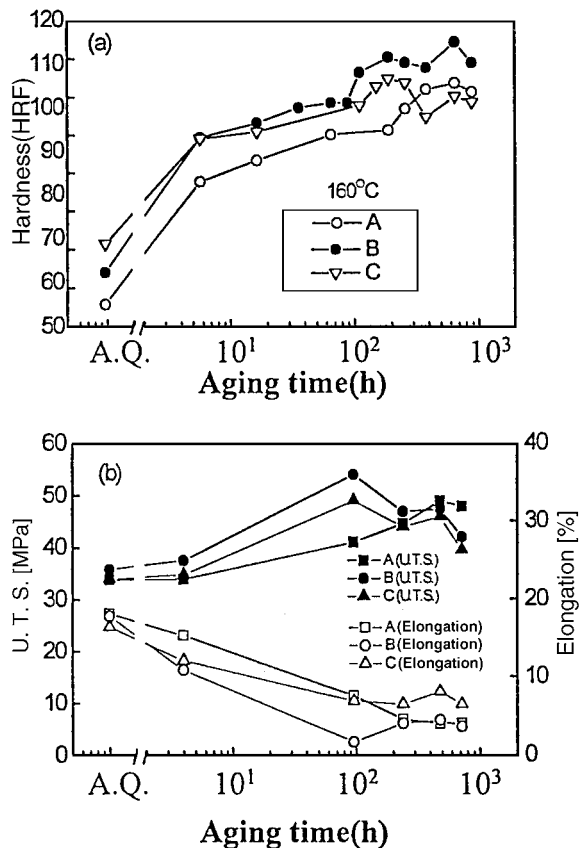 (a)
120
110
100
90
80
70
60
50
Hardness(HRF)
160°C
A
B
C
A.Q.
10¹
10²
10³
Aging time(h)
(b)
60
50
40
30
20
10
0
U. T. S. [MPa]
40
30
20
10
0
Elongation [%]
A(U.T.S.)
B(U.T.S.)
C(U.T.S.)
A(Elongation)
B(Elongation)
C(Elongation)
A.Q.
10¹
10²
10³
Aging time(h)